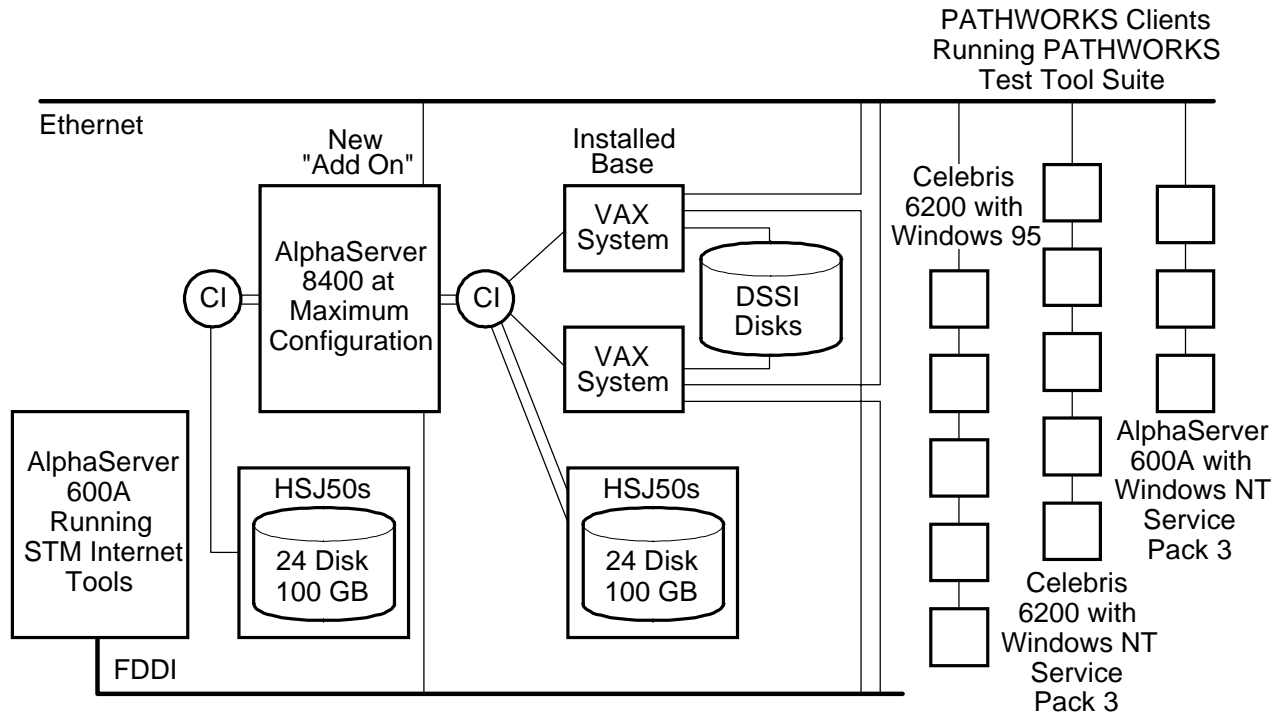 PATHWORKS Clients
Running PATHWORKS
Test Tool Suite
Ethernet
New
"Add On"
Installed
Base
AlphaServer
8400 at
Maximum
Configuration
CI
CI
VAX
System
VAX
System
DSSI
Disks
Celebris
6200 with
Windows 95
AlphaServer
600A
Running
STM Internet
Tools
HSJ50s
24 Disk
100 GB
HSJ50s
24 Disk
100 GB
AlphaServer
600A with
Windows NT
Service
Pack 3
Celebris
6200 with
Windows NT
Service
Pack 3
FDDI